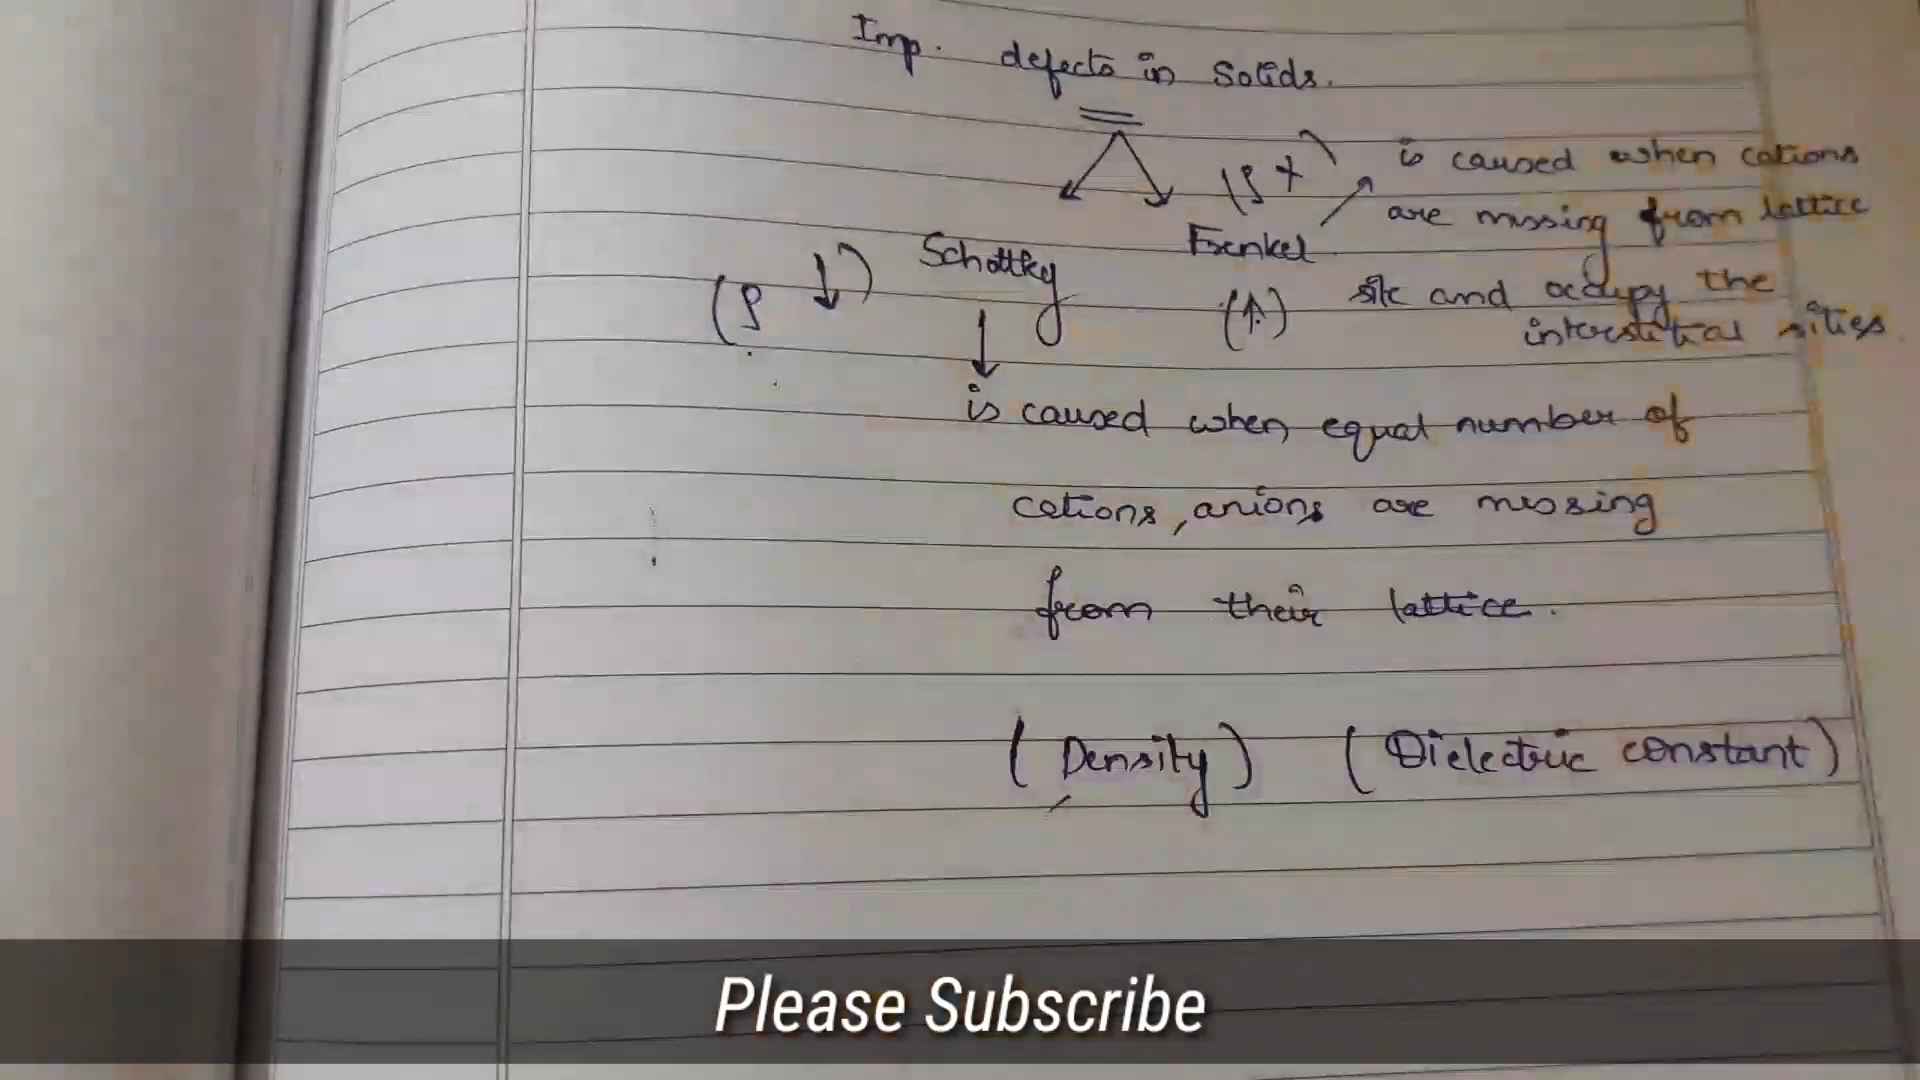 Imp. defects in Solids.
(ρ ×) is caused when cations
are missing from lattice
(ρ ↓) Schottky Frenkel
(↑) site and occupy the
interstitial sities
is caused when equal number of
cations, anions are missing
from their lattice.
(Density) (Dielectric constant)
Please Subscribe